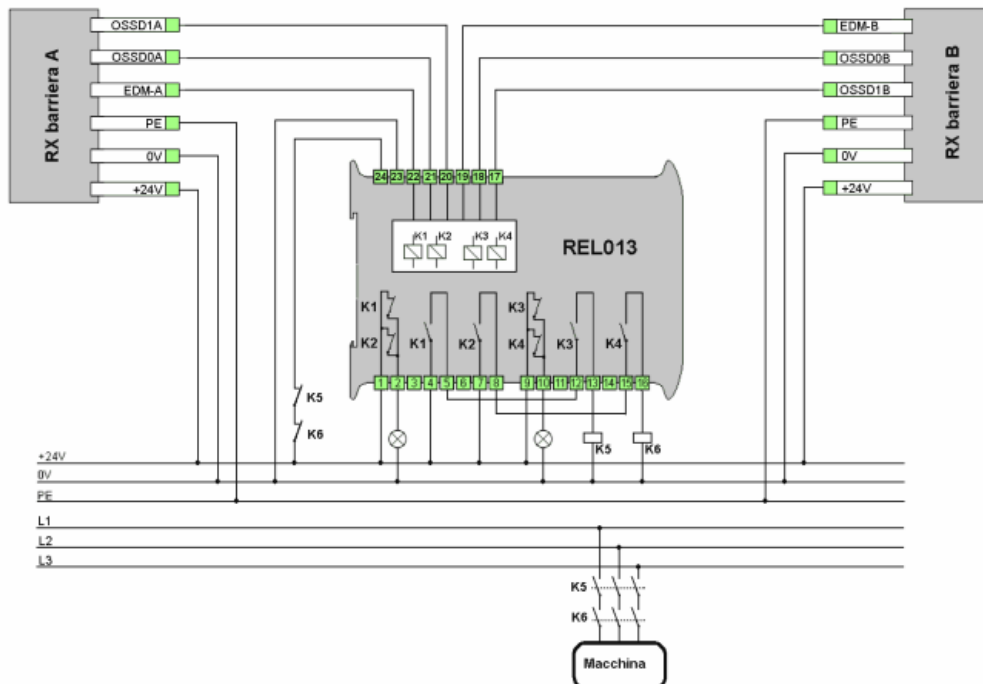 RX barriera A
OSSD1A
OSSD0A
EDM-A
PE
0V
+24V
EDM-B
OSSD0B
OSSD1B
PE
0V
+24V
RX barriera B
24 23 22 21 20 19 18 17
K1 K2 K3 K4
REL013
K1
K2
K1
K2
K3
K4
K3
K4
1 2 3 4 5 6 7 8 9 10 11 12 13 14 15 16
K5
K6
K5
K6
+24V
0V
PE
L1
L2
L3
K5
K6
Macchina